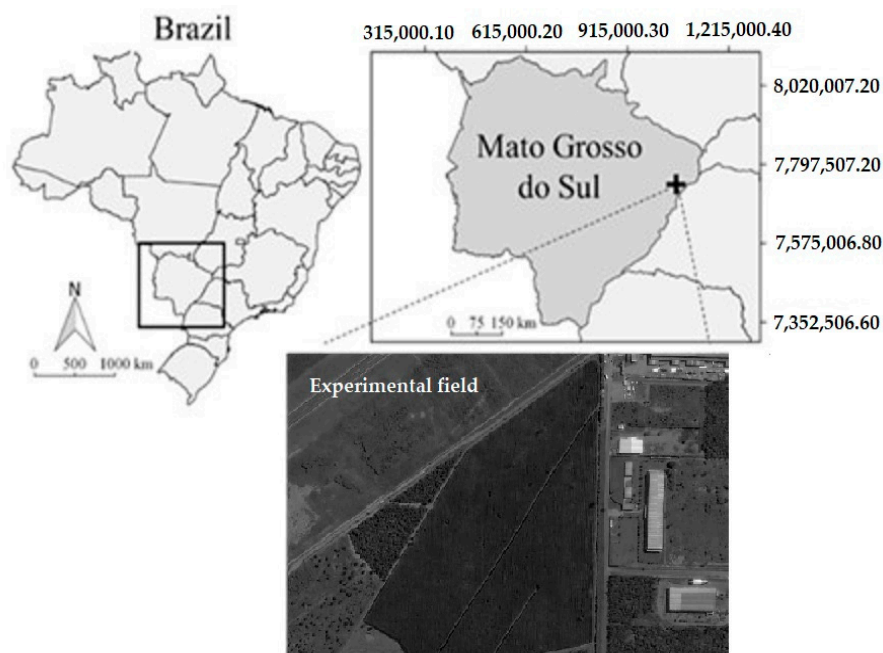 Brazil
315,000.10 615,000.20 915,000.30 1,215,000.40
8,020,007.20
Mato Grosso
do Sul
7,797,507.20
7,575,006.80
7,352,506.60
N
0 500 1000 km
0 75 150 km
Experimental field